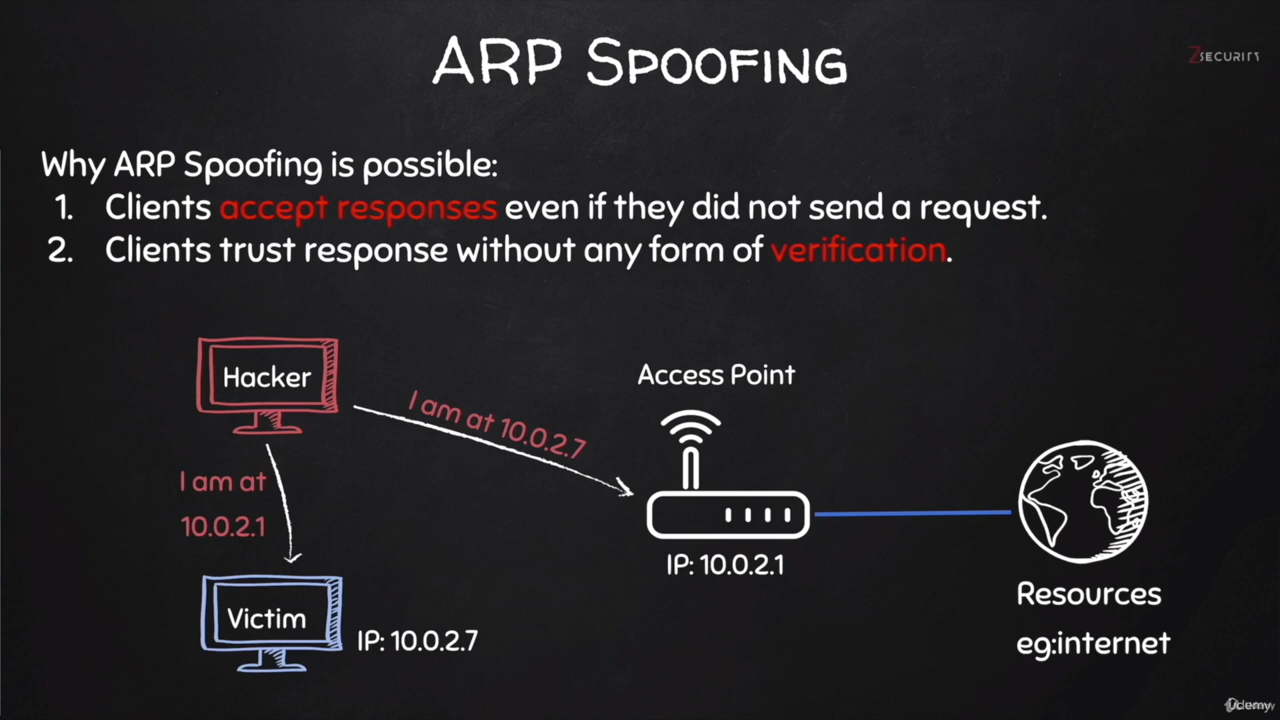 ARP SPOOFING
ZSECURITY
Why ARP Spoofing is possible:
1. Clients accept responses even if they did not send a request.
2. Clients trust response without any form of verification.
Hacker
I am at 10.0.2.7
Access Point
I am at
10.0.2.1
IP: 10.0.2.1
Victim
IP: 10.0.2.7
Resources
eg:internet
Udemy